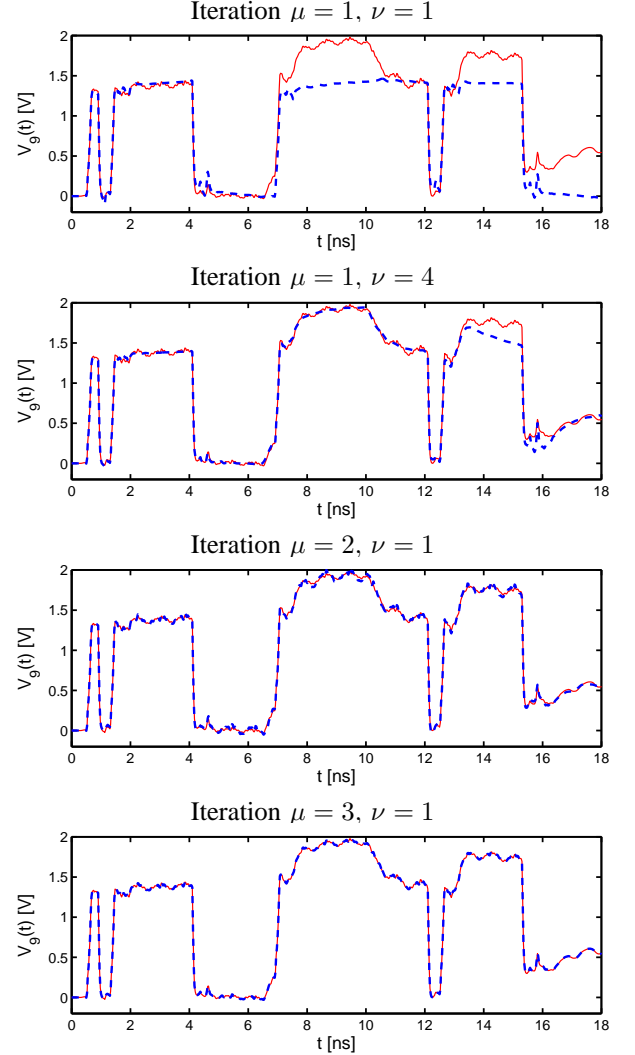 Iteration μ = 1, ν = 1
2
1.5
1
0.5
0
V9(t) [V]
0 2 4 6 8 10 12 14 16 18
t [ns]
Iteration μ = 1, ν = 4
2
1.5
1
0.5
0
V9(t) [V]
0 2 4 6 8 10 12 14 16 18
t [ns]
Iteration μ = 2, ν = 1
2
1.5
1
0.5
0
V9(t) [V]
0 2 4 6 8 10 12 14 16 18
t [ns]
Iteration μ = 3, ν = 1
2
1.5
1
0.5
0
V9(t) [V]
0 2 4 6 8 10 12 14 16 18
t [ns]